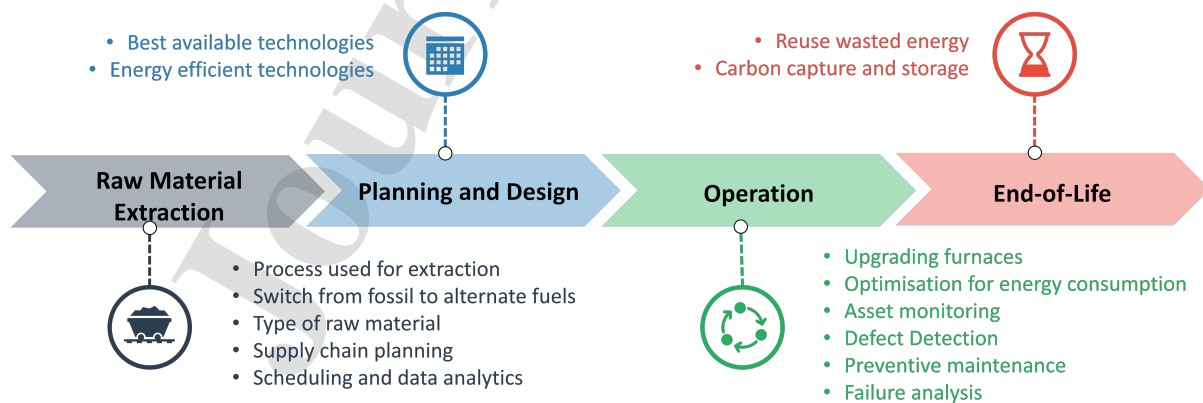 • Best available technologies
• Energy efficient technologies
• Reuse wasted energy
• Carbon capture and storage
Raw Material
Extraction
Planning and Design
Operation
End-of-Life
• Process used for extraction
• Switch from fossil to alternate fuels
• Type of raw material
• Supply chain planning
• Scheduling and data analytics
• Upgrading furnaces
• Optimisation for energy consumption
• Asset monitoring
• Defect Detection
• Preventive maintenance
• Failure analysis
Jour